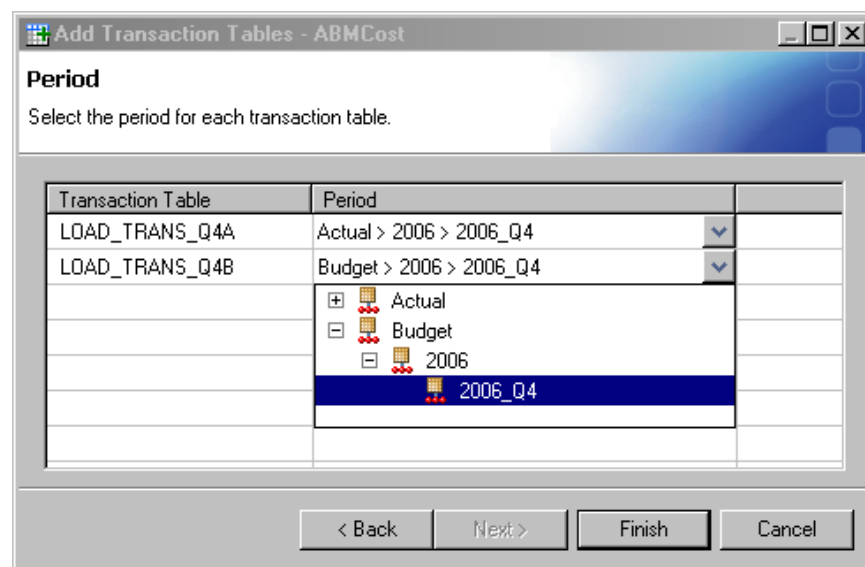 Add Transaction Tables - ABMCost
Period
Select the period for each transaction table.
Transaction Table Period
LOAD_TRANS_Q4A Actual > 2006 > 2006_Q4
LOAD_TRANS_Q4B Budget > 2006 > 2006_Q4
Actual
Budget
2006
2006_Q4
< Back Next > Finish Cancel